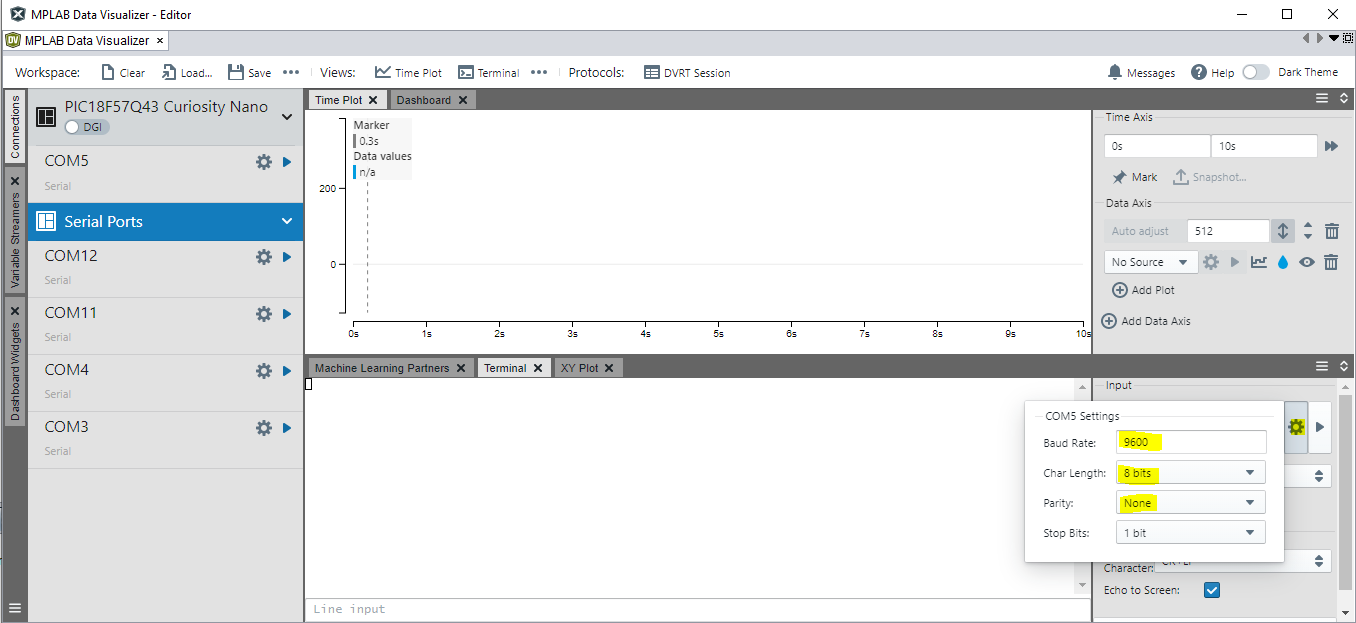 MPLAB Data Visualizer - Editor
MPLAB Data Visualizer ×
Workspace: Clear Load... Save ••• Views: Time Plot Terminal ••• Protocols: DVRT Session Messages Help Dark Theme
Connections
Variable Streamers
Dashboard Widgets
PIC18F57Q43 Curiosity Nano
DGI
COM5
Serial
Serial Ports
COM12
Serial
COM11
Serial
COM4
Serial
COM3
Serial
Time Plot Dashboard
Marker
0.3s
Data values
n/a
200
0
0s 1s 2s 3s 4s 5s 6s 7s 8s 9s 10s
Time Axis
0s 10s
Mark Snapshot...
Data Axis
Auto adjust 512
No Source
Add Plot
Add Data Axis
Machine Learning Partners Terminal XY Plot
Line input
Input
COM5 Settings
Baud Rate: 9600
Char Length: 8 bits
Parity: None
Stop Bits: 1 bit
Character: CR+LF
Echo to Screen: